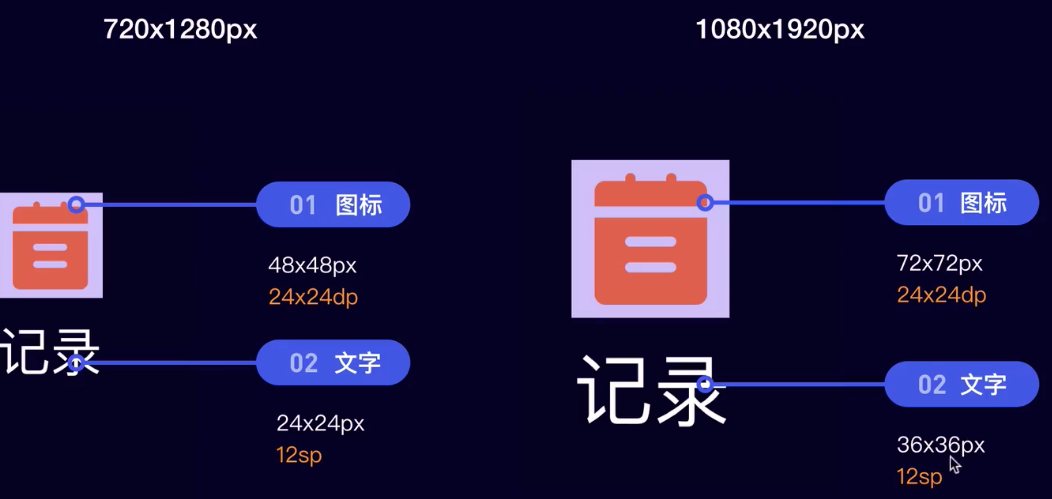 720x1280px
1080x1920px
01 图标
48x48px
24x24dp
记录
02 文字
24x24px
12sp
01 图标
72x72px
24x24dp
记录
02 文字
36x36px
12sp